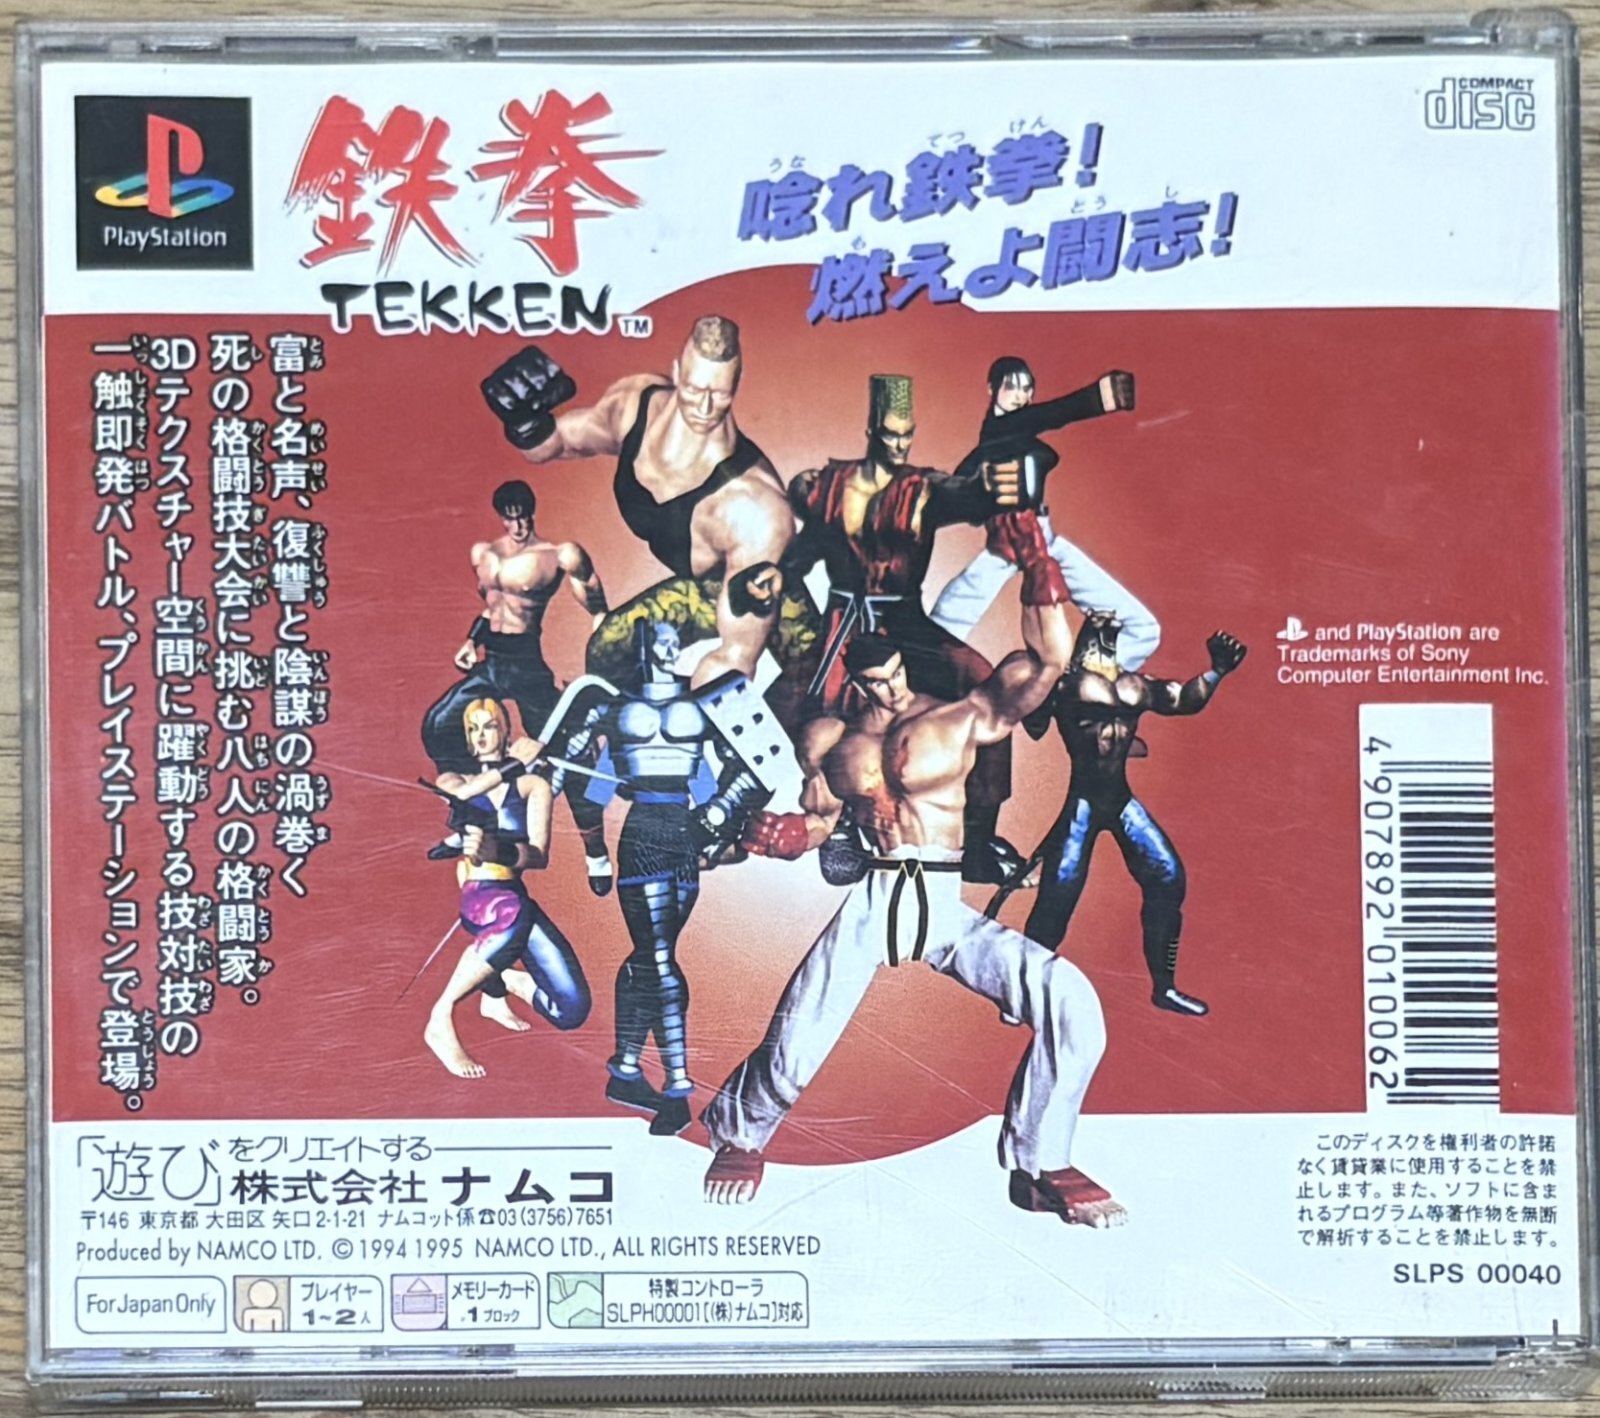 PlayStation
鉄拳
TEKKEN™
COMPACT
disc
唸れ鉄拳!
燃えよ闘志!
富と名声、復讐と陰謀の渦巻く
死の格闘技大会に挑む八人の格闘家。
3Dテクスチャー空間に躍動する技対技の
一触即発バトル、プレイステーションで登場。
and PlayStation are
Trademarks of Sony
Computer Entertainment Inc.
4907892010062
「遊び」をクリエイトする
株式会社ナムコ
〒146 東京都 大田区 矢口2-1-21 ナムコット係☎03(3756)7651
Produced by NAMCO LTD. © 1994 1995 NAMCO LTD., ALL RIGHTS RESERVED
For Japan Only
プレイヤー
1~2人
メモリーカード
1ブロック
特製コントローラ
SLPH00001[(株)ナムコ]対応
このディスクを権利者の許諾
なく賃貸業に使用することを禁
止します。また、ソフトに含ま
れるプログラム等著作物を無断
で解析することを禁止します。
SLPS 00040